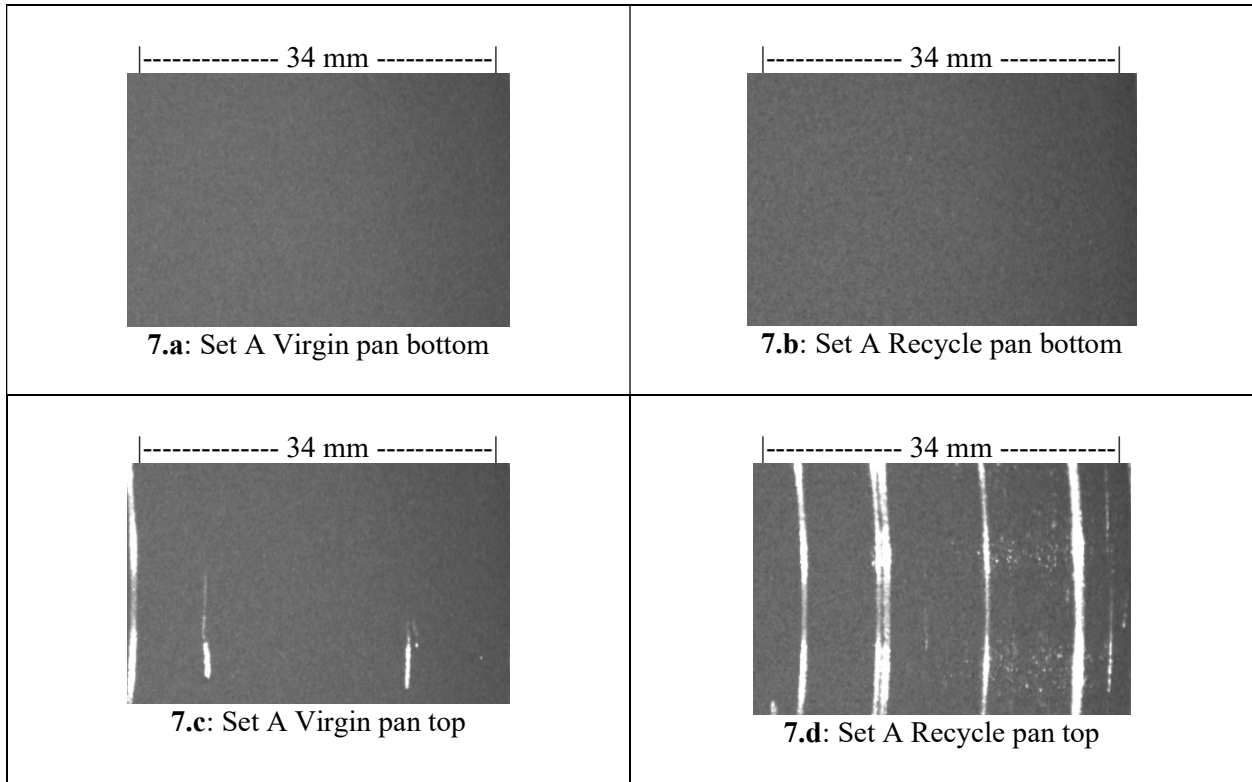 |-------------- 34 mm ------------|
|-------------- 34 mm ------------|
7.a: Set A Virgin pan bottom
7.b: Set A Recycle pan bottom
|-------------- 34 mm ------------|
|-------------- 34 mm ------------|
7.c: Set A Virgin pan top
7.d: Set A Recycle pan top